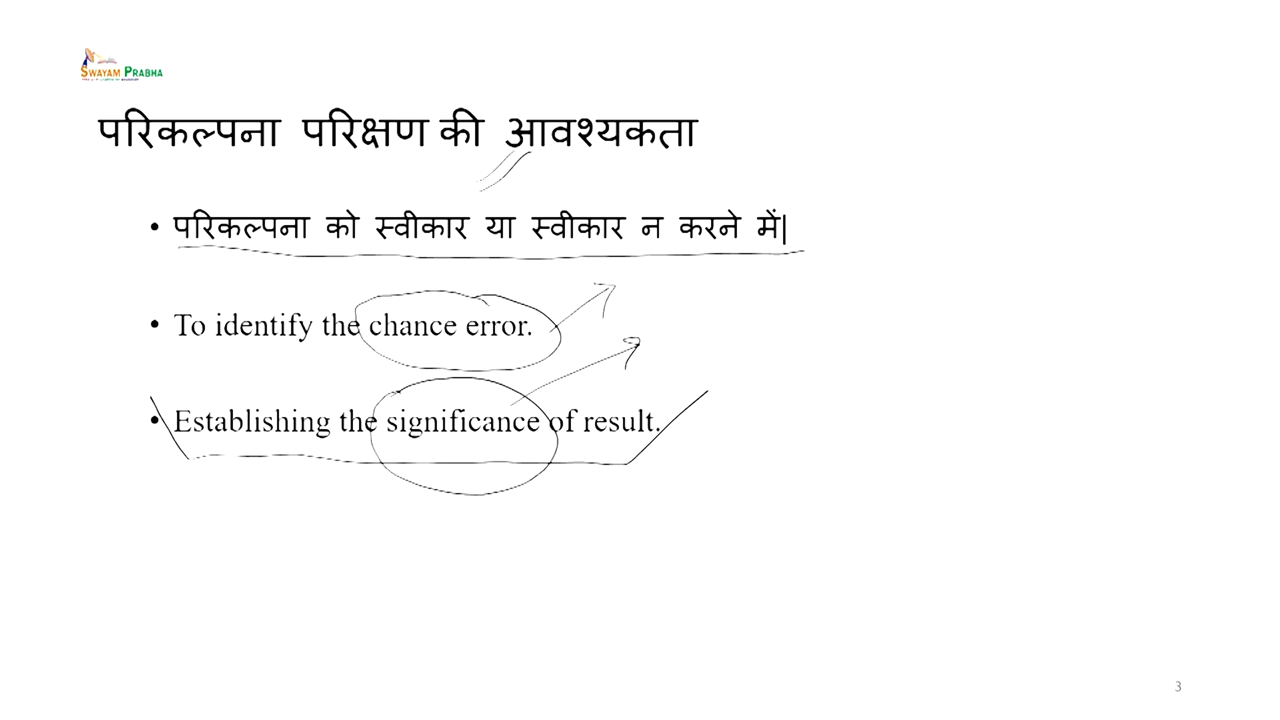 SWAYAM PRABHA
परिकल्पना परिक्षण की आवश्यकता
• परिकल्पना को स्वीकार या स्वीकार न करने में|
• To identify the chance error.
• Establishing the significance of result.
3